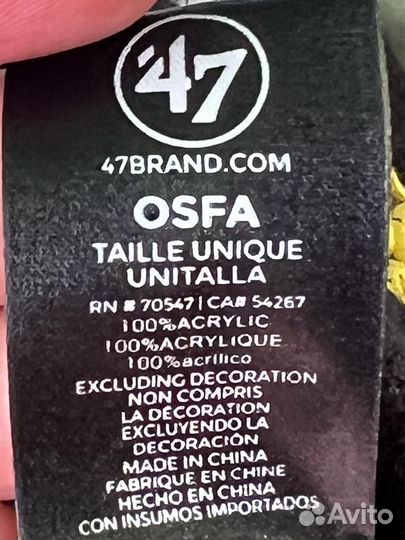 '47
47BRAND.COM
OSFA
TAILLE UNIQUE
UNITALLA
RN # 70547 | CA# 54267
100%ACRYLIC
100%ACRYLIQUE
100%acrílico
EXCLUDING DECORATION
NON COMPRIS
LA DÉCORATION
EXCLUYENDO LA
DECORACIÓN
MADE IN CHINA
FABRIQUE EN CHINE
HECHO EN CHINA
CON INSUMOS IMPORTADOS
Avito